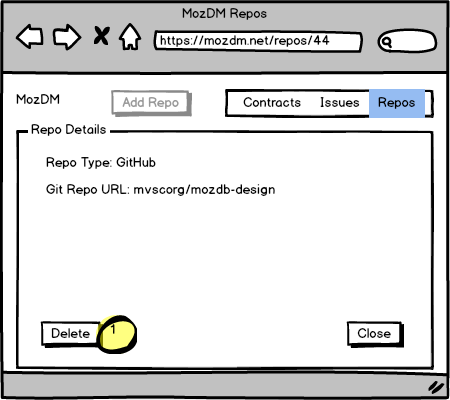 MozDM Repos
https://mozdm.net/repos/44
MozDM
Add Repo
Contracts Issues Repos
Repo Details
Repo Type: GitHub
Git Repo URL: mvscorg/mozdb-design
Delete
1
Close